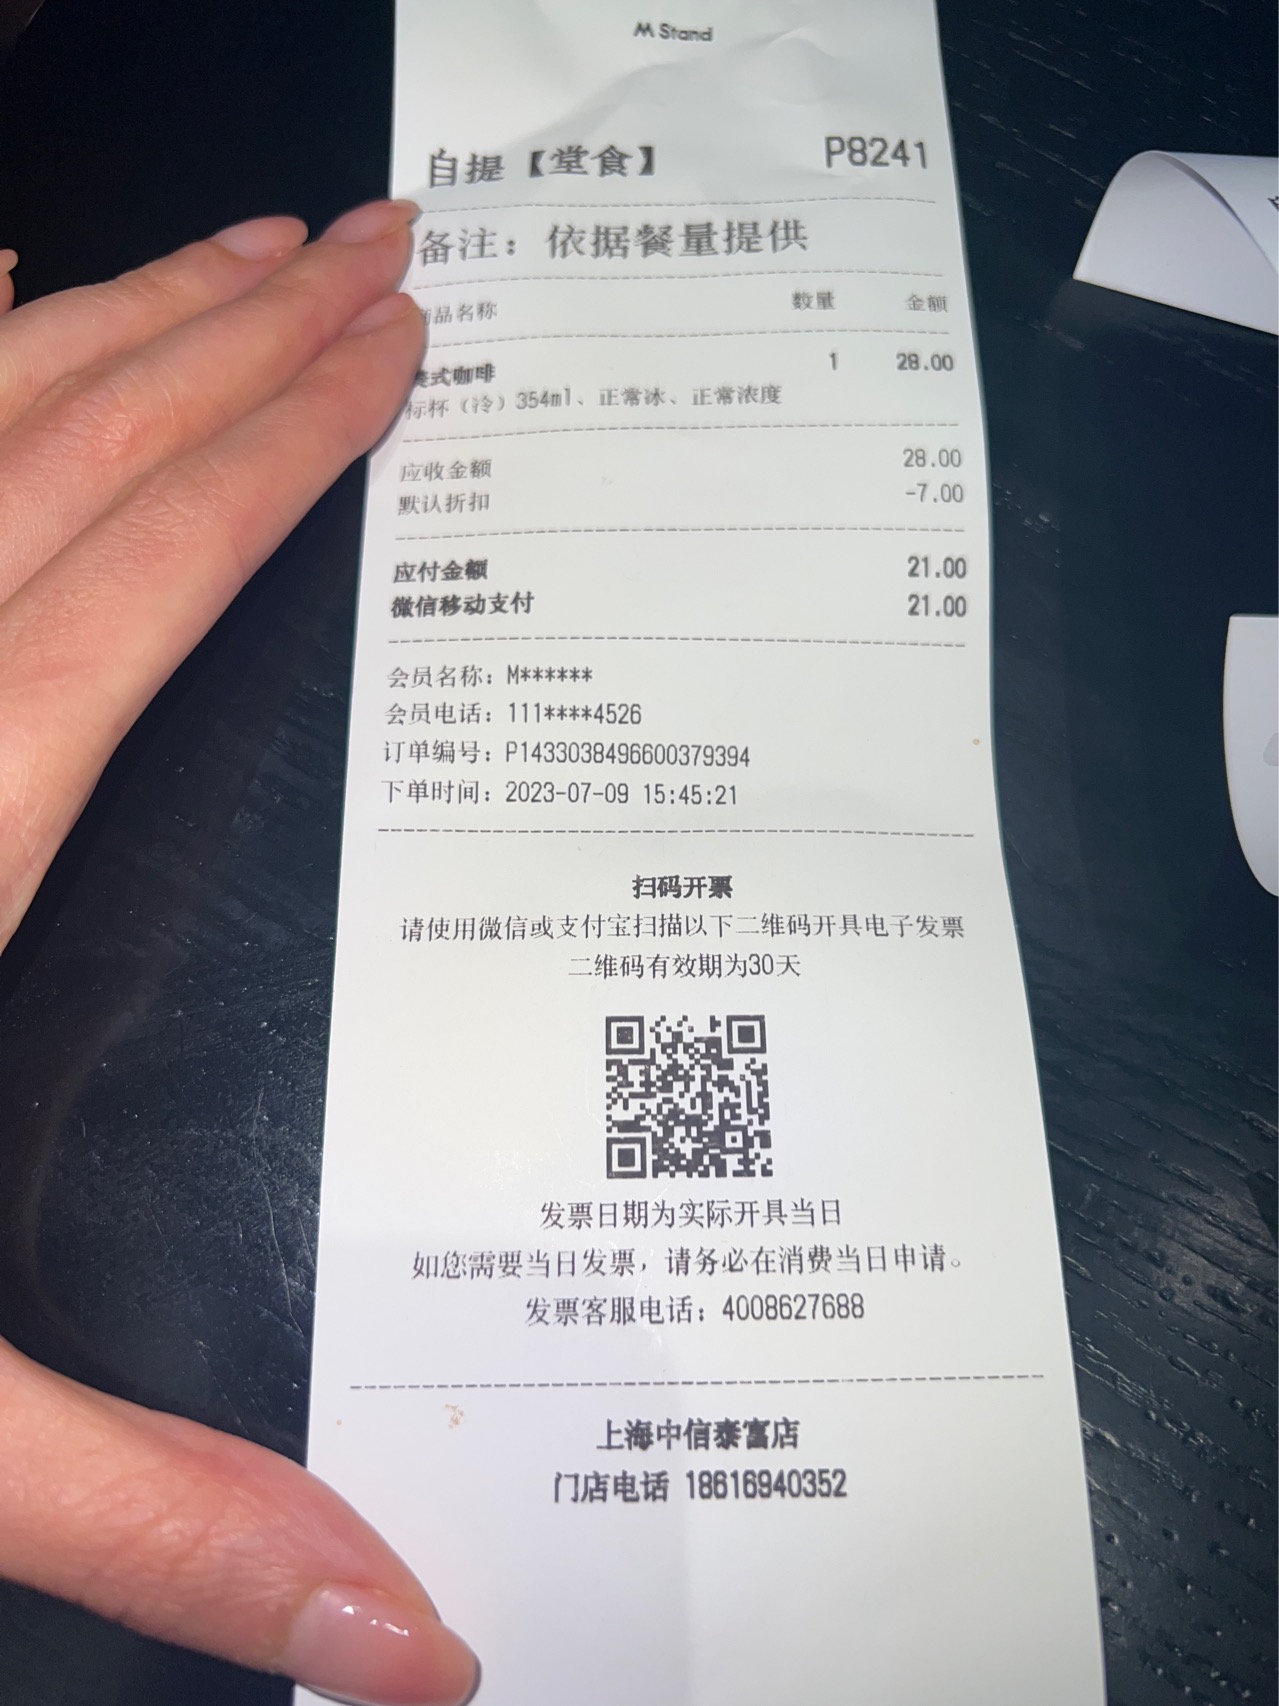 M Stand
自提【堂食】 P8241
备注：依据餐量提供
商品名称 数量 金额
美式咖啡 1 28.00
标杯（冷）354ml、正常冰、正常浓度
应收金额 28.00
默认折扣 -7.00
应付金额 21.00
微信移动支付 21.00
会员名称：M******
会员电话：111****4526
订单编号：P1433038496600379394
下单时间：2023-07-09 15:45:21
扫码开票
请使用微信或支付宝扫描以下二维码开具电子发票
二维码有效期为30天
发票日期为实际开具当日
如您需要当日发票，请务必在消费当日申请。
发票客服电话：4008627688
上海中信泰富店
门店电话 18616940352